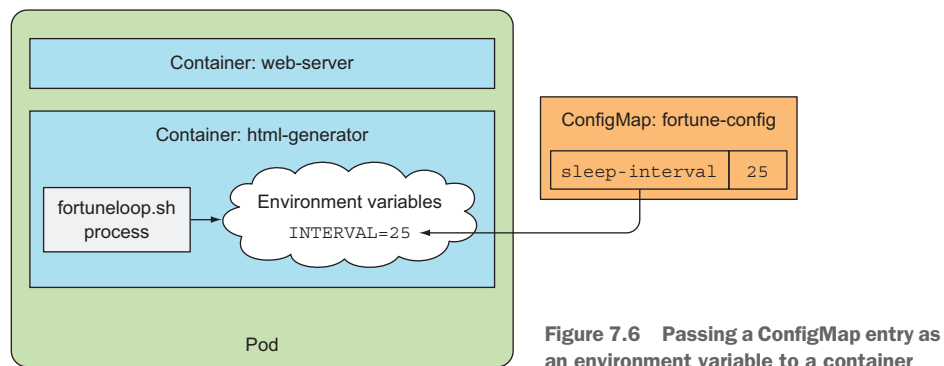 Container: web-server
Container: html-generator
fortuneloop.sh
process
Environment variables
INTERVAL=25
Pod
ConfigMap: fortune-config
sleep-interval 25
Figure 7.6 Passing a ConfigMap entry as
an environment variable to a container